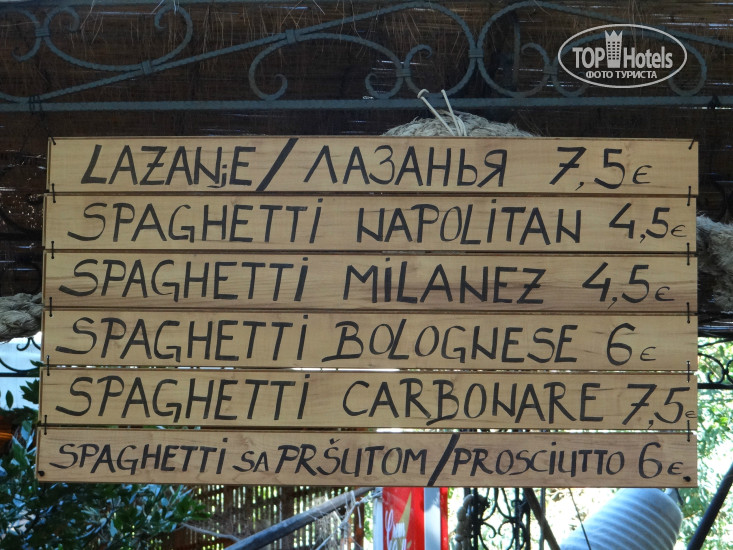 TOP Hotels
ФОТО ТУРИСТА
LAZANjE/ЛАЗАНЬЯ 7,5€
SPAGHETTi NAPOLiTAN 4,5€
SPAGHETTi MiLANEZ 4,5€
SPAGHETTi BOLOGNESE 6€
SPAGHETTi CARBONARE 7,5€
SPAGHETTi SA PRŠUTOM/PROSCiUTTO 6€